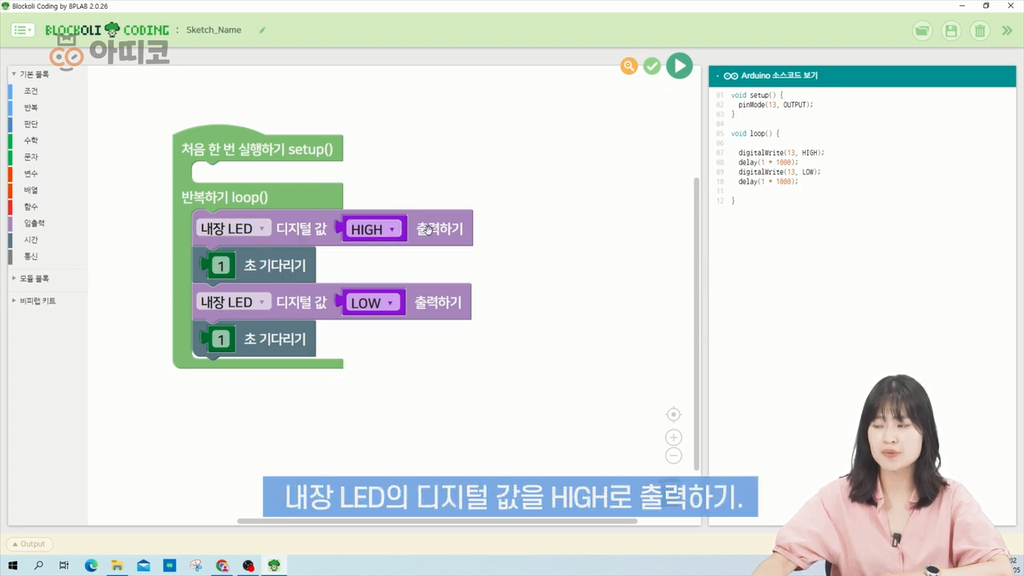 Blockoli Coding by BPLAB 2.0.26
BLOCKOLI CODING : Sketch_Name
아띠코
기본 블록
조건
반복
판단
수학
문자
변수
배열
함수
입출력
시간
통신
모듈 블록
비피랩 키트
처음 한 번 실행하기 setup()
반복하기 loop()
내장 LED 디지털 값 HIGH 출력하기
1 초 기다리기
내장 LED 디지털 값 LOW 출력하기
1 초 기다리기
Arduino 소스코드 보기
01 void setup() {
02 pinMode(13, OUTPUT);
03 }
04
05 void loop() {
06
07 digitalWrite(13, HIGH);
08 delay(1 * 1000);
09 digitalWrite(13, LOW);
10 delay(1 * 1000);
11
12 }
내장 LED의 디지털 값을 HIGH로 출력하기.
Output